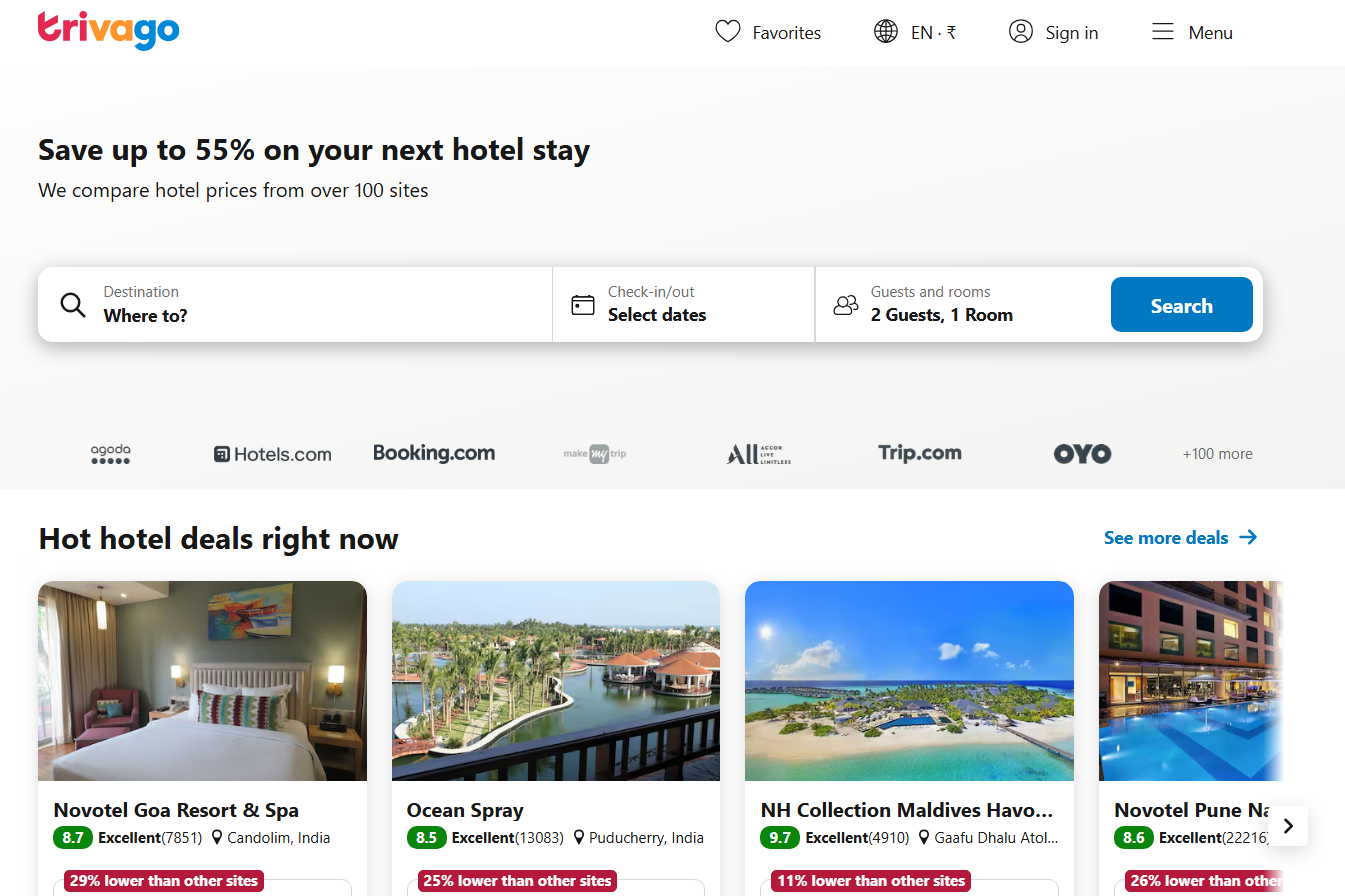 trivago
Favorites
EN · ₹
Sign in
Menu
Save up to 55% on your next hotel stay
We compare hotel prices from over 100 sites
Destination
Where to?
Check-in/out
Select dates
Guests and rooms
2 Guests, 1 Room
Search
agoda
Hotels.com
Booking.com
make my trip
ALL ACCOR LIVE LIMITLESS
Trip.com
OYO
+100 more
Hot hotel deals right now
See more deals
Novotel Goa Resort & Spa
8.7 Excellent(7851) Candolim, India
29% lower than other sites
Ocean Spray
8.5 Excellent(13083) Puducherry, India
25% lower than other sites
NH Collection Maldives Havo...
9.7 Excellent(4910) Gaafu Dhalu Atol...
11% lower than other sites
Novotel Pune Na
8.6 Excellent(22216)
26% lower than other